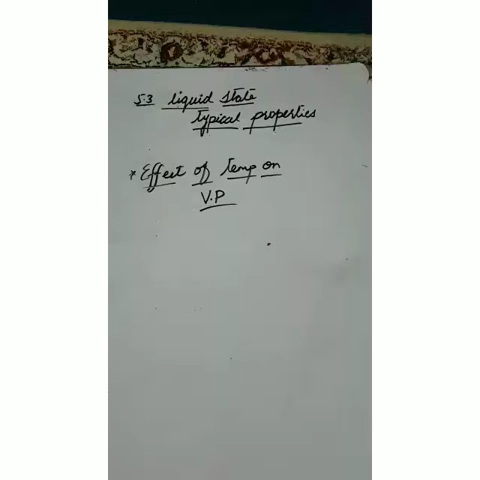 5.3 liquid state
typical properties
* Effect of temp on
V.P